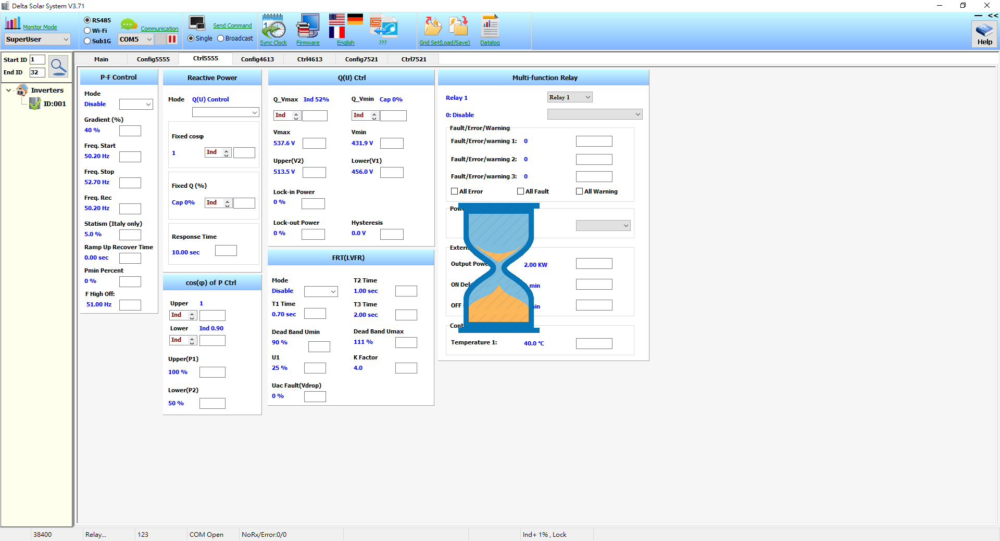 Delta Solar System V3.71
Monitor Mode
SuperUser
RS485
Wi-Fi
Sub1G
Communication
COM5
Send Command
Single
Broadcast
Sync Clock
Firmware
English
???
Grid Set(Load/Save)
Datalog
<<
Help
Start ID 1
End ID 32
Inverters
ID:001
Main
Config5555
Ctrl5555
Config4613
Ctrl4613
Config7521
Ctrl7521
P-F Control
Mode
Disable
Gradient (%)
40 %
Freq. Start
50.20 Hz
Freq. Stop
52.70 Hz
Freq. Rec
50.20 Hz
Statism (Italy only)
5.0 %
Ramp Up Recover Time
0.00 sec
Pmin Percent
0 %
F High Off:
51.00 Hz
Reactive Power
Mode Q(U) Control
Fixed cosφ
1 Ind
Fixed Q (%)
Cap 0% Ind
Response Time
10.00 sec
cos(φ) of P Ctrl
Upper 1
Ind
Lower Ind 0.90
Ind
Upper(P1)
100 %
Lower(P2)
50 %
Q(U) Ctrl
Q_Vmax Ind 52%
Q_Vmin Cap 0%
Ind
Ind
Vmax
537.6 V
Vmin
431.9 V
Upper(V2)
513.5 V
Lower(V1)
456.0 V
Lock-in Power
0 %
Lock-out Power
0 %
Hysteresis
0.0 V
FRT(LVFR)
Mode
Disable
T2 Time
1.00 sec
T1 Time
0.70 sec
T3 Time
2.00 sec
Dead Band Umin
90 %
Dead Band Umax
111 %
U1
25 %
K Factor
4.0
Uac Fault(Vdrop)
0 %
Multi-function Relay
Relay 1
Relay 1
0: Disable
Fault/Error/Warning
Fault/Error/warning 1: 0
Fault/Error/warning 2: 0
Fault/Error/warning 3: 0
All Error
All Fault
All Warning
Output 2.00 KW
ON min
OFF
Temperature 1: 40.0 °C
38400
Relay...
123
COM Open
NoRx/Error:0/0
Ind+ 1% , Lock